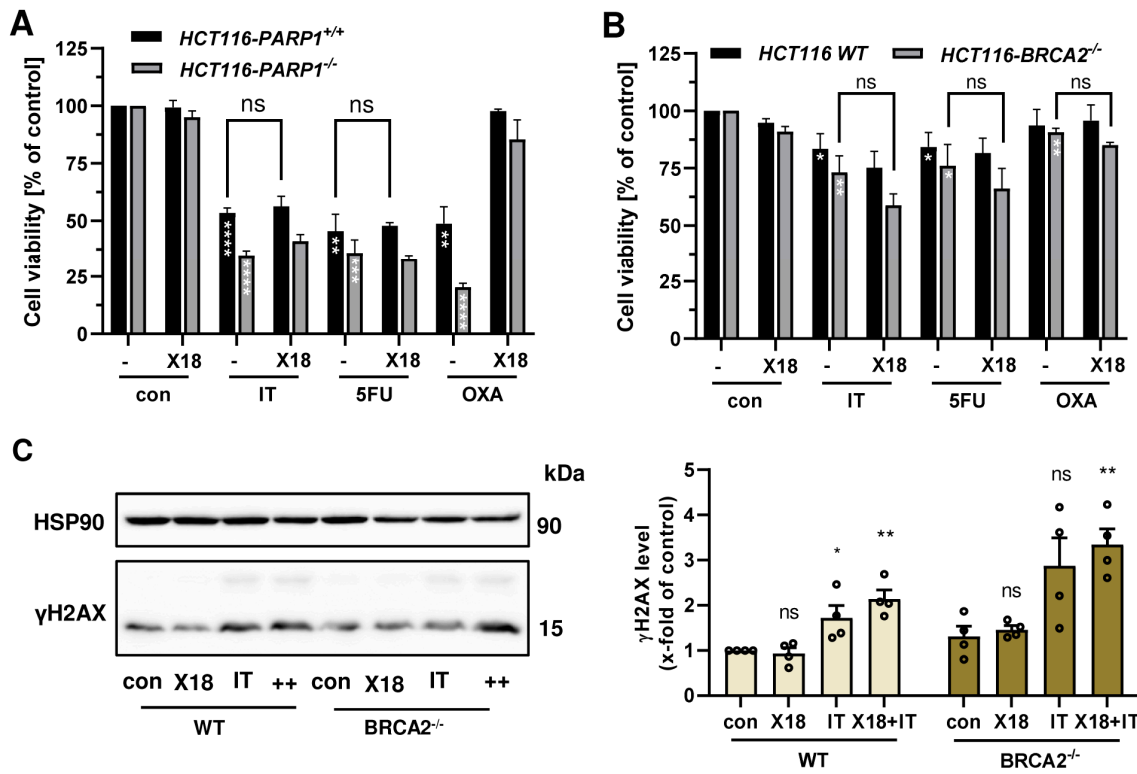 A
HCT116-PARP1+/+
HCT116-PARP1-/-
Cell viability [% of control]
125
100
75
50
25
0
ns
ns
****
****
**
***
***
****
- X18 - X18 - X18 - X18
con IT 5FU OXA
B
HCT116 WT HCT116-BRCA2-/-
Cell viability [% of control]
125
100
75
50
25
0
ns ns ns
*
**
*
*
**
- X18 - X18 - X18 - X18
con IT 5FU OXA
C
kDa
HSP90 90
γH2AX 15
con X18 IT ++ con X18 IT ++
WT BRCA2-/-
γH2AX level
(x-fold of control)
5
4
3
2
1
0
ns * ** ns ns **
con X18 IT X18+IT con X18 IT X18+IT
WT BRCA2-/-